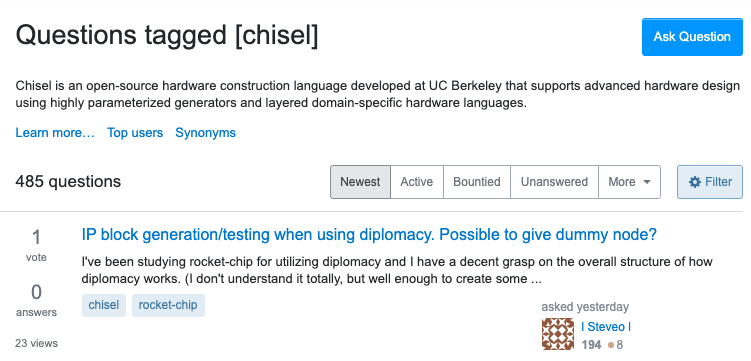 Questions tagged [chisel]
Ask Question
Chisel is an open-source hardware construction language developed at UC Berkeley that supports advanced hardware design
using highly parameterized generators and layered domain-specific hardware languages.
Learn more… Top users Synonyms
485 questions
Newest Active Bountied Unanswered More Filter
1
vote
IP block generation/testing when using diplomacy. Possible to give dummy node?
I've been studying rocket-chip for utilizing diplomacy and I have a decent grasp on the overall structure of how
diplomacy works. (I don't understand it totally, but well enough to create some ...
0
answers
chisel rocket-chip
asked yesterday
l Steveo l
194 8
23 views